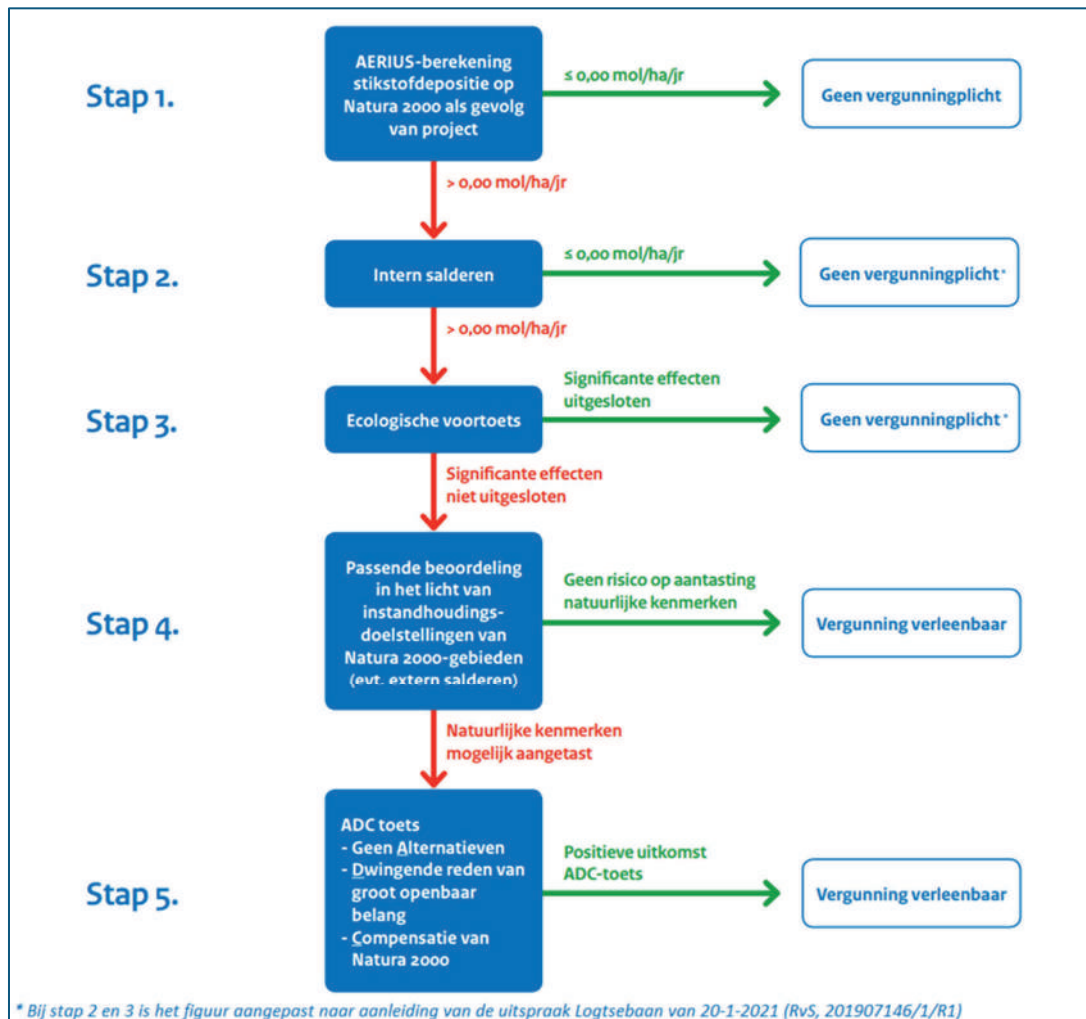 Stap 1.
AERIUS-berekening
stikstofdepositie op
Natura 2000 als gevolg
van project
≤ 0,00 mol/ha/jr
Geen vergunningplicht
> 0,00 mol/ha/jr
Stap 2.
Intern salderen
≤ 0,00 mol/ha/jr
Geen vergunningplicht*
> 0,00 mol/ha/jr
Stap 3.
Ecologische voortoets
Significante effecten
uitgesloten
Geen vergunningplicht*
Significante effecten
niet uitgesloten
Stap 4.
Passende beoordeling
in het licht van
instandhoudings-
doelstellingen van
Natura 2000-gebieden
(evt. extern salderen)
Geen risico op aantasting
natuurlijke kenmerken
Vergunning verleenbaar
Natuurlijke kenmerken
mogelijk aangetast
Stap 5.
ADC toets
- Geen Alternatieven
- Dwingende reden van
groot openbaar
belang
- Compensatie van
Natura 2000
Positieve uitkomst
ADC-toets
Vergunning verleenbaar
* Bij stap 2 en 3 is het figuur aangepast naar aanleiding van de uitspraak Logtsebaan van 20-1-2021 (RvS, 201907146/1/R1)